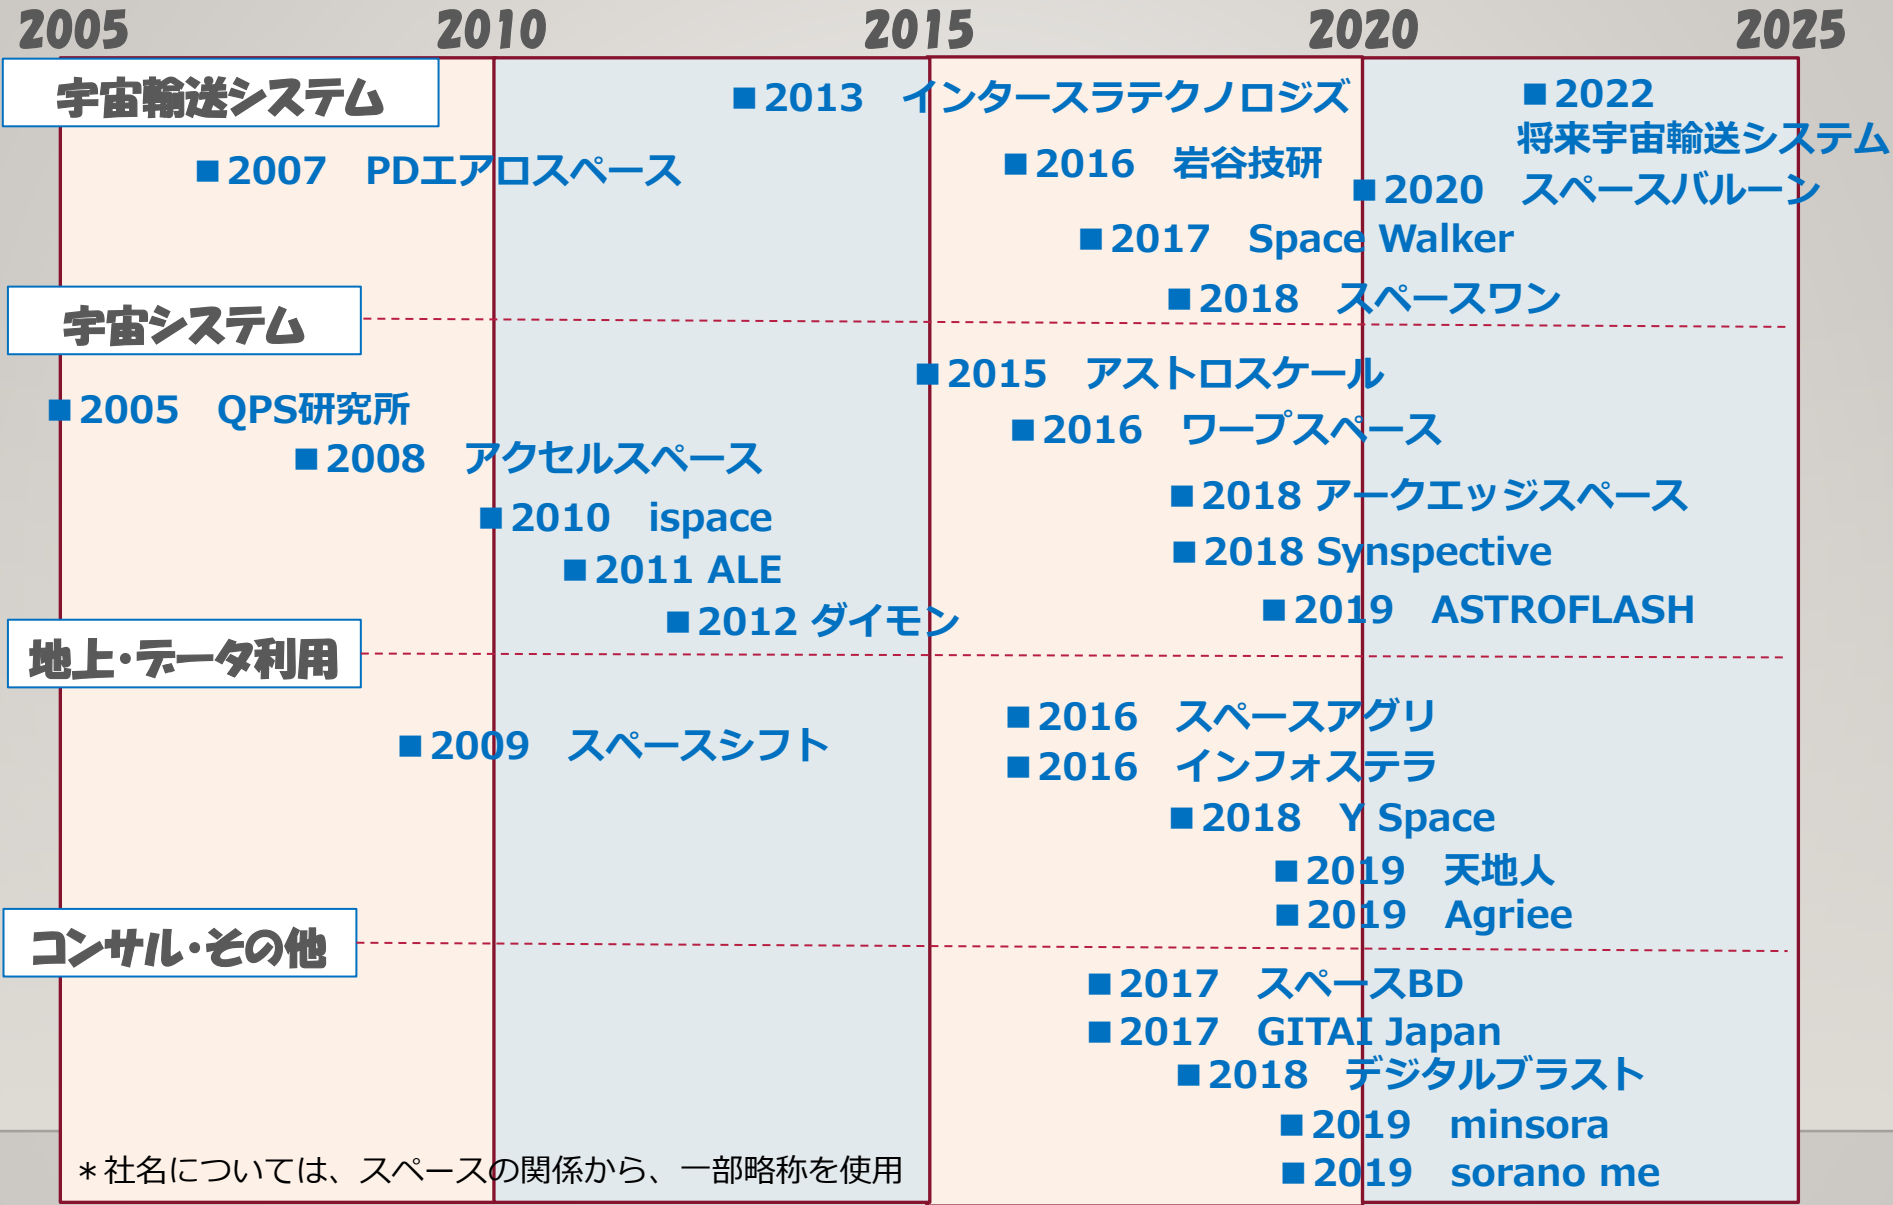 2005 2010 2015 2020 2025
宇宙輸送システム
■2013 インタースラテクノロジズ
■2022
将来宇宙輸送システム
■2007 PDエアロスペース
■2016 岩谷技研
■2020 スペースバルーン
■2017 Space Walker
■2018 スペースワン
宇宙システム
■2015 アストロスケール
■2005 QPS研究所
■2016 ワープスペース
■2008 アクセルスペース
■2018 アークエッジスペース
■2010 ispace
■2018 Synspective
■2011 ALE
■2019 ASTROFLASH
■2012 ダイモン
地上・データ利用
■2016 スペースアグリ
■2009 スペースシフト
■2016 インフォステラ
■2018 Y Space
■2019 天地人
■2019 Agriee
コンサル・その他
■2017 スペースBD
■2017 GITAI Japan
■2018 デジタルブラスト
■2019 minsora
■2019 sorano me
＊社名については、スペースの関係から、一部略称を使用